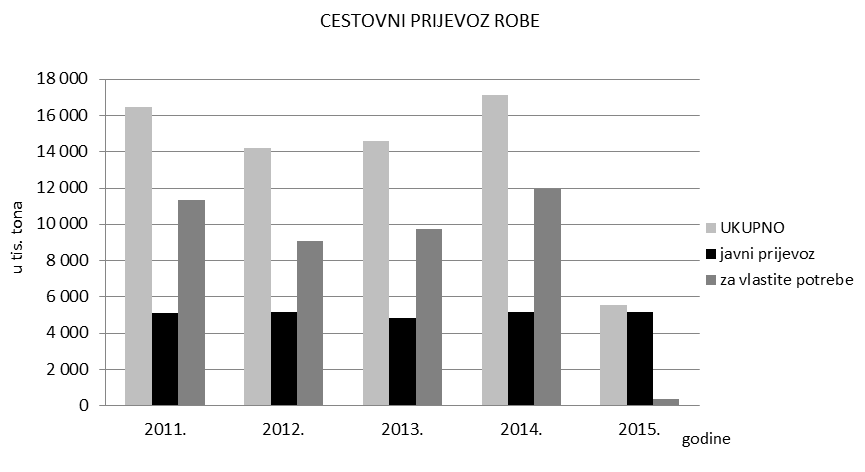 CESTOVNI PRIJEVOZ ROBE
u tis. tona
18 000
16 000
14 000
12 000
10 000
8 000
6 000
4 000
2 000
0
2011.
2012.
2013.
2014.
2015.
godine
UKUPNO
javni prijevoz
za vlastite potrebe